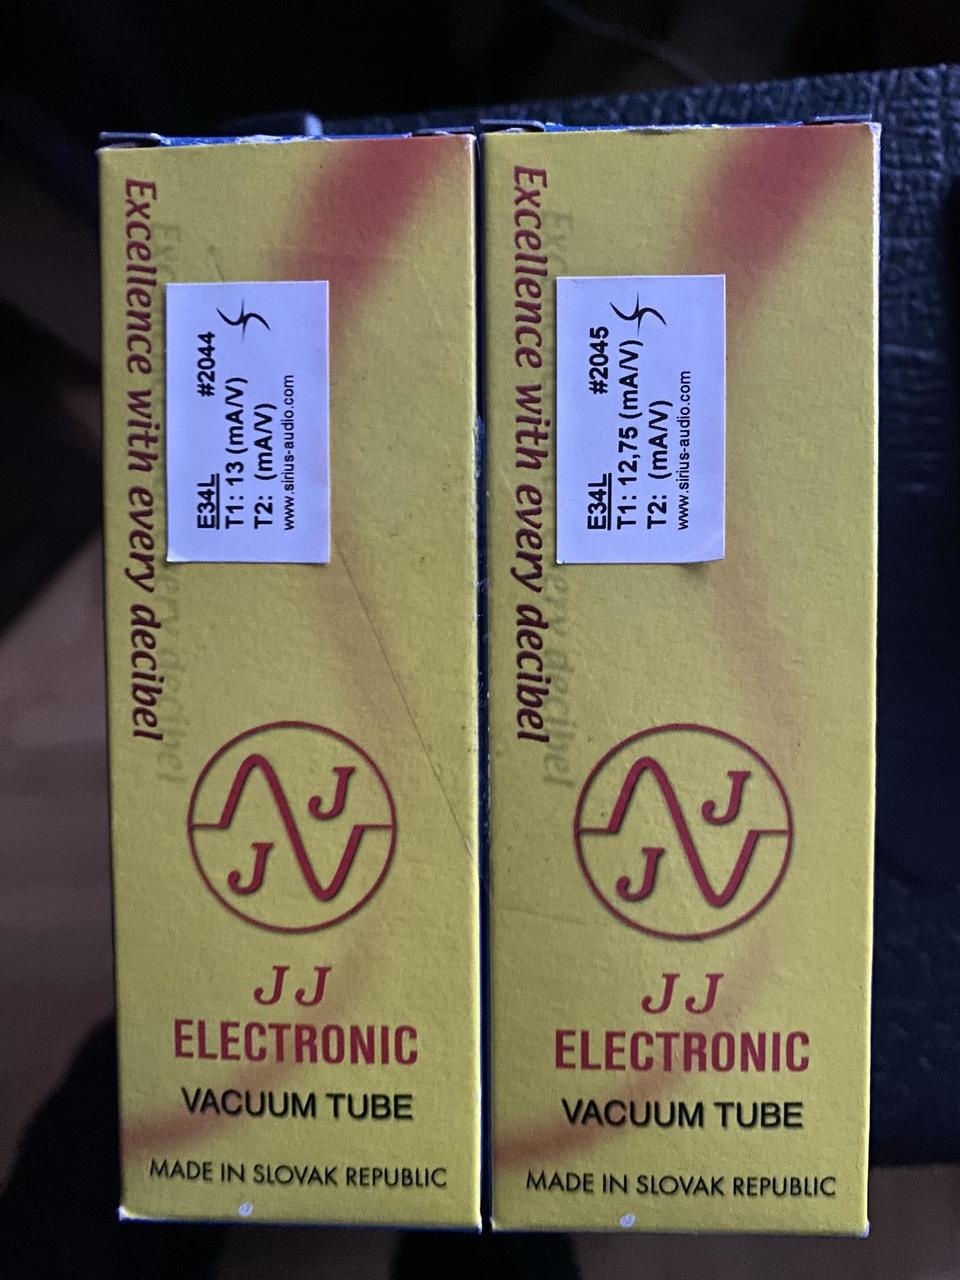 Excellence with every decibel
E34L #2044
T1: 13 (mA/V)
T2: (mA/V)
www.sirius-audio.com
J
J
JJ
ELECTRONIC
VACUUM TUBE
MADE IN SLOVAK REPUBLIC
Excellence with every decibel
E34L #2045
T1: 12,75 (mA/V)
T2: (mA/V)
www.sirius-audio.com
J
J
JJ
ELECTRONIC
VACUUM TUBE
MADE IN SLOVAK REPUBLIC